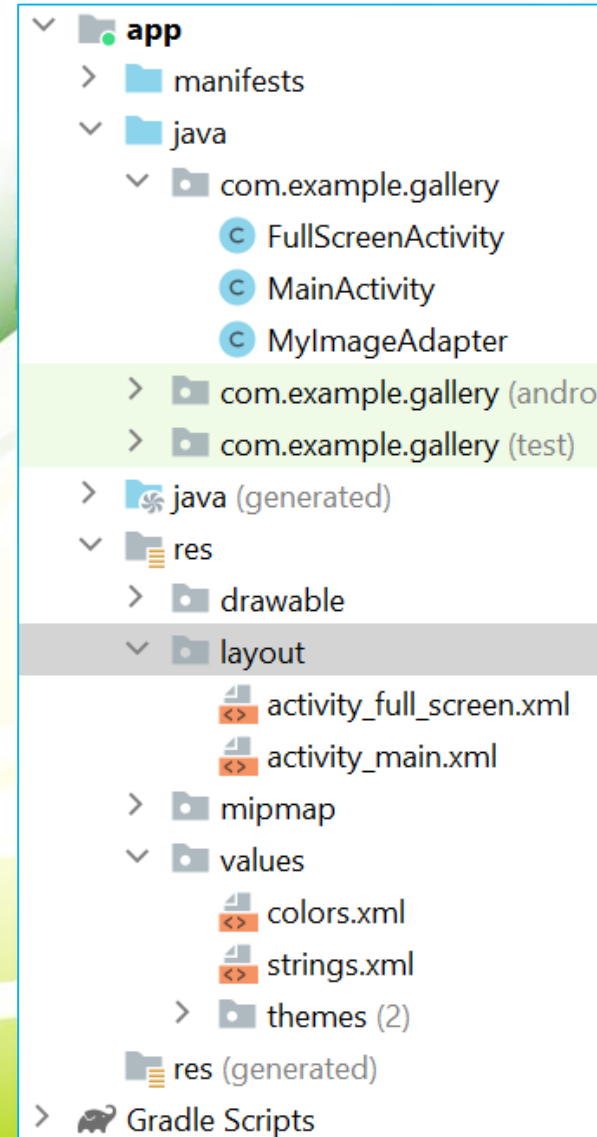 app
manifests
java
com.example.gallery
C FullScreenActivity
C MainActivity
C MyImageAdapter
com.example.gallery (andro
com.example.gallery (test)
java (generated)
res
drawable
layout
<> activity_full_screen.xml
<> activity_main.xml
mipmap
values
<> colors.xml
<> strings.xml
themes (2)
res (generated)
Gradle Scripts